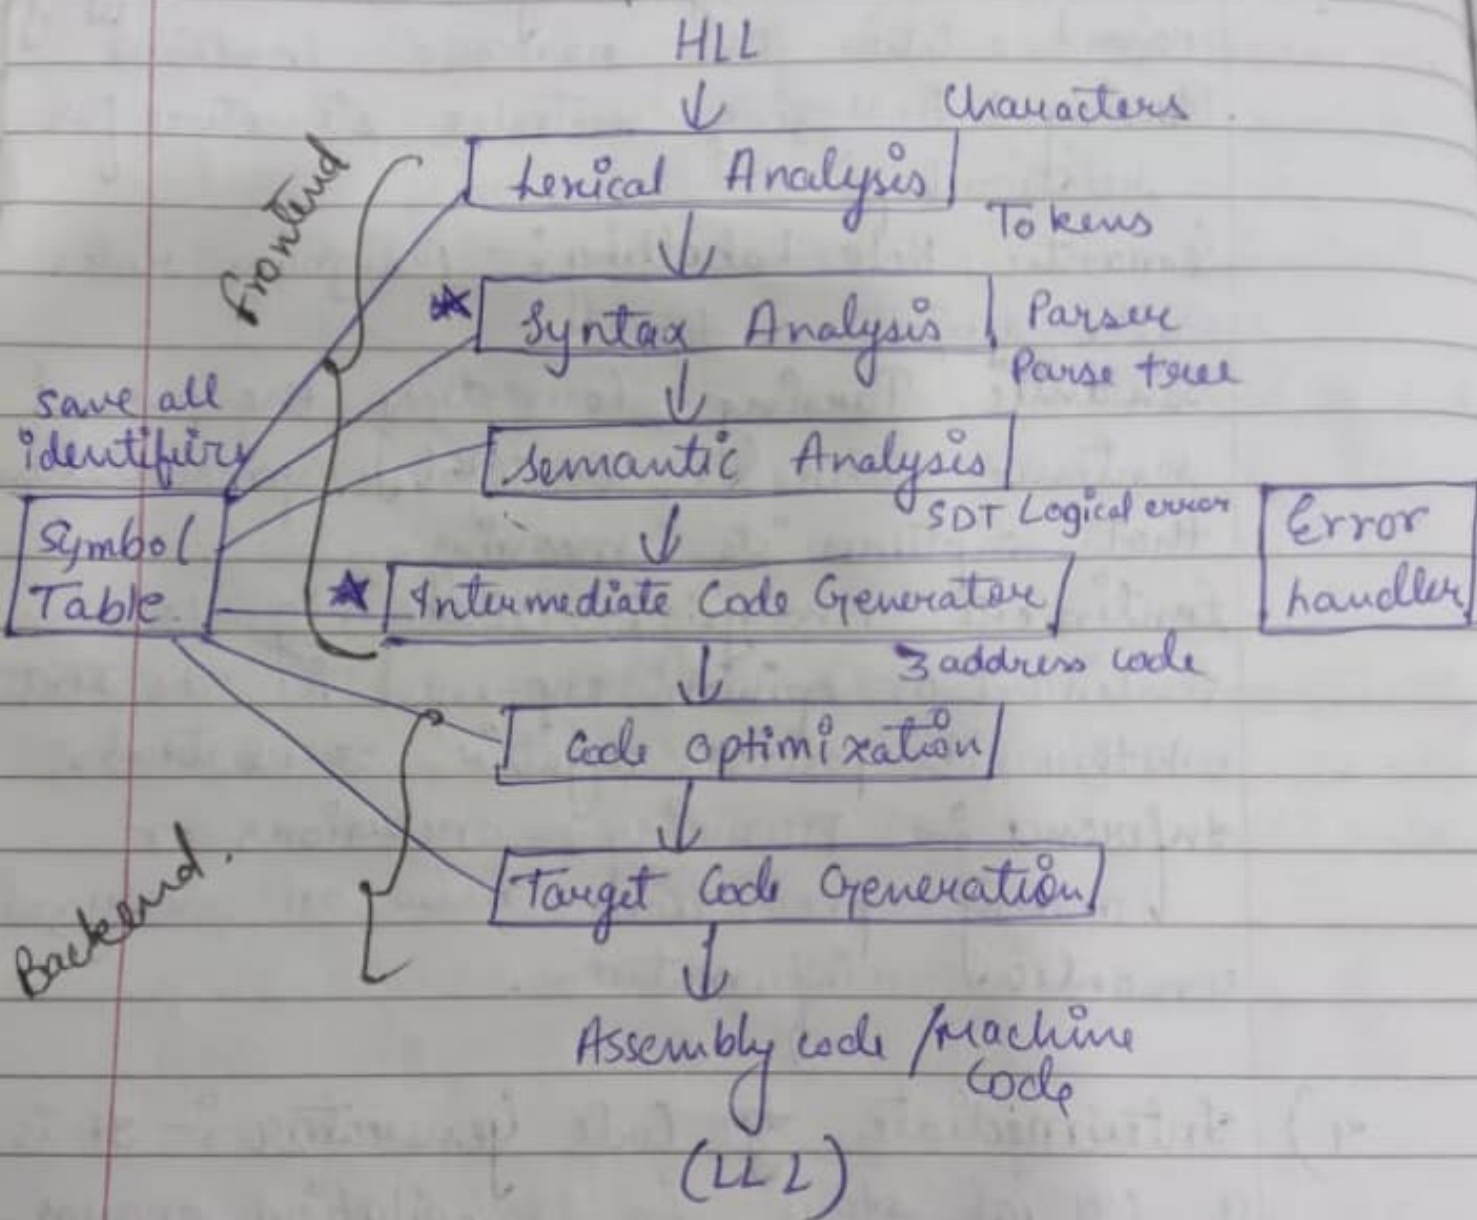 HLL
Characters
Lexical Analysis
Frontend
Tokens
Syntax Analysis
Parser
Parse tree
save all
identifiers
Semantic Analysis
SDT Logical error
Symbol
Table
Error
handler
Intermediate Code Generator
3 address code
Code Optimization
Target Code Generation
Backend.
Assembly code / Machine
Code
(LLL)